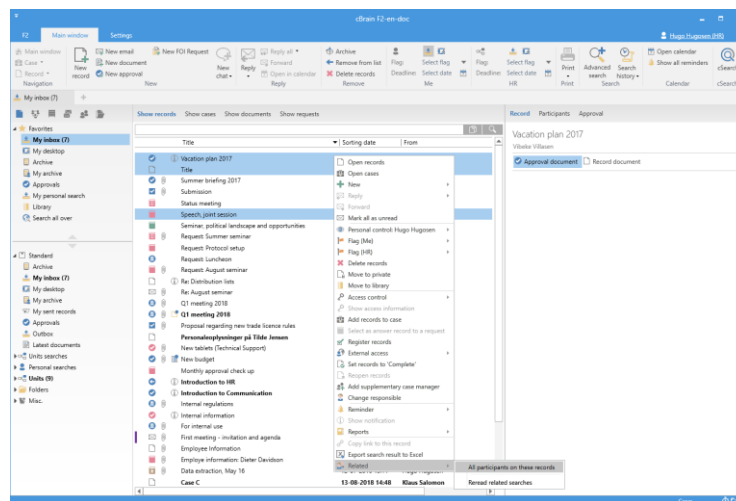 cBrain F2-en-doc
F2 Main window Settings
Hugo Hugosen (HR)
Main window
Case
Record
Navigation
New record
New email
New document
New approval
New FOI Request
New
New chat
Reply
Reply all
Forward
Open in calendar
Reply
Archive
Remove from list
Delete records
Remove
Flag: Select flag
Deadline: Select date
Me
Flag: Select flag
Deadline: Select date
HR
Print
Print
Advanced search
Search history
Search
Open calendar
Show all reminders
Calendar
cSearch
cSearch
My inbox (7)
Favorites
My inbox (7)
My desktop
Archive
My archive
Approvals
My personal search
Library
Search all over
Standard
Archive
My inbox (7)
My desktop
My archive
My sent records
Approvals
Outbox
Latest documents
Units searches
Personal searches
Units (9)
Folders
Misc.
Show records Show cases Show documents Show requests
Title Sorting date From
Vacation plan 2017
Title
Summer briefing 2017
Submission
Status meeting
Speech, joint session
Seminar, political landscape and opportunities
Request: Summer seminar
Request: Protocol setup
Request: Luncheon
Request: August seminar
Re: Distribution lists
Re: August seminar
Q1 meeting 2018
Q1 meeting 2018
Proposal regarding new trade licence rules
Personaleoplysninger på Tilde Jensen
New tablets (Technical Support)
New budget
Monthly approval check up
Introduction to HR
Introduction to Communication
Internal regulations
Internal information
For internal use
First meeting - invitation and agenda
Employee Information
Employe information: Dieter Davidson
Data extraction, May 16
Case C 13-08-2018 14:48 Klaus Salomon
Open records
Open cases
New
Reply
Forward
Mark all as unread
Personal control: Hugo Hugosen
Flag (Me)
Flag (HR)
Delete records
Move to private
Move to library
Access control
Show access information
Add records to case
Select as answer record to a request
Register records
External access
Set records to 'Complete'
Reopen records
Add supplementary case manager
Change responsible
Reminder
Show notification
Reports
Copy link to this record
Export search result to Excel
Related
All participants on these records
Reread related searches
Record Participants Approval
Vacation plan 2017
Vibeke Villasen
Approval document Record document